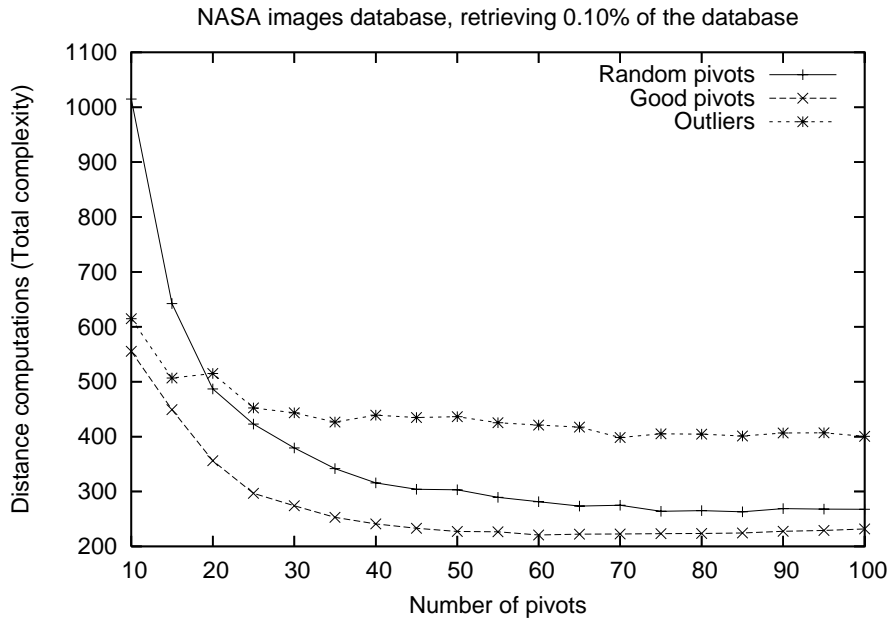 NASA images database, retrieving 0.10% of the database
Distance computations (Total complexity)
1100
1000
900
800
700
600
500
400
300
200
Random pivots
Good pivots
Outliers
10 20 30 40 50 60 70 80 90 100
Number of pivots